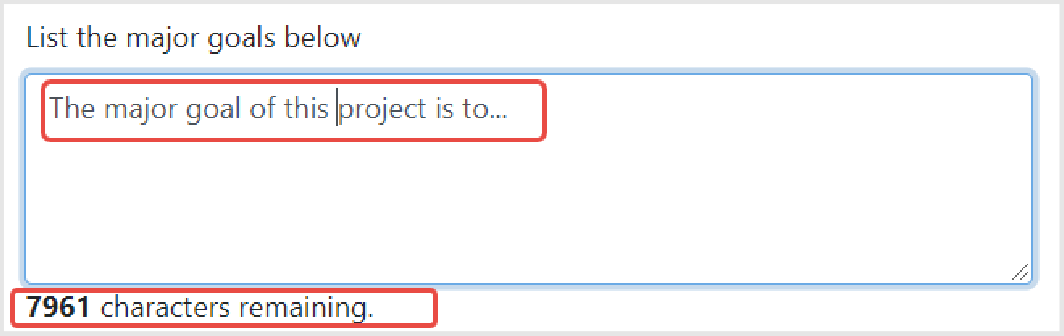 List the major goals below
The major goal of this project is to...
7961 characters remaining.